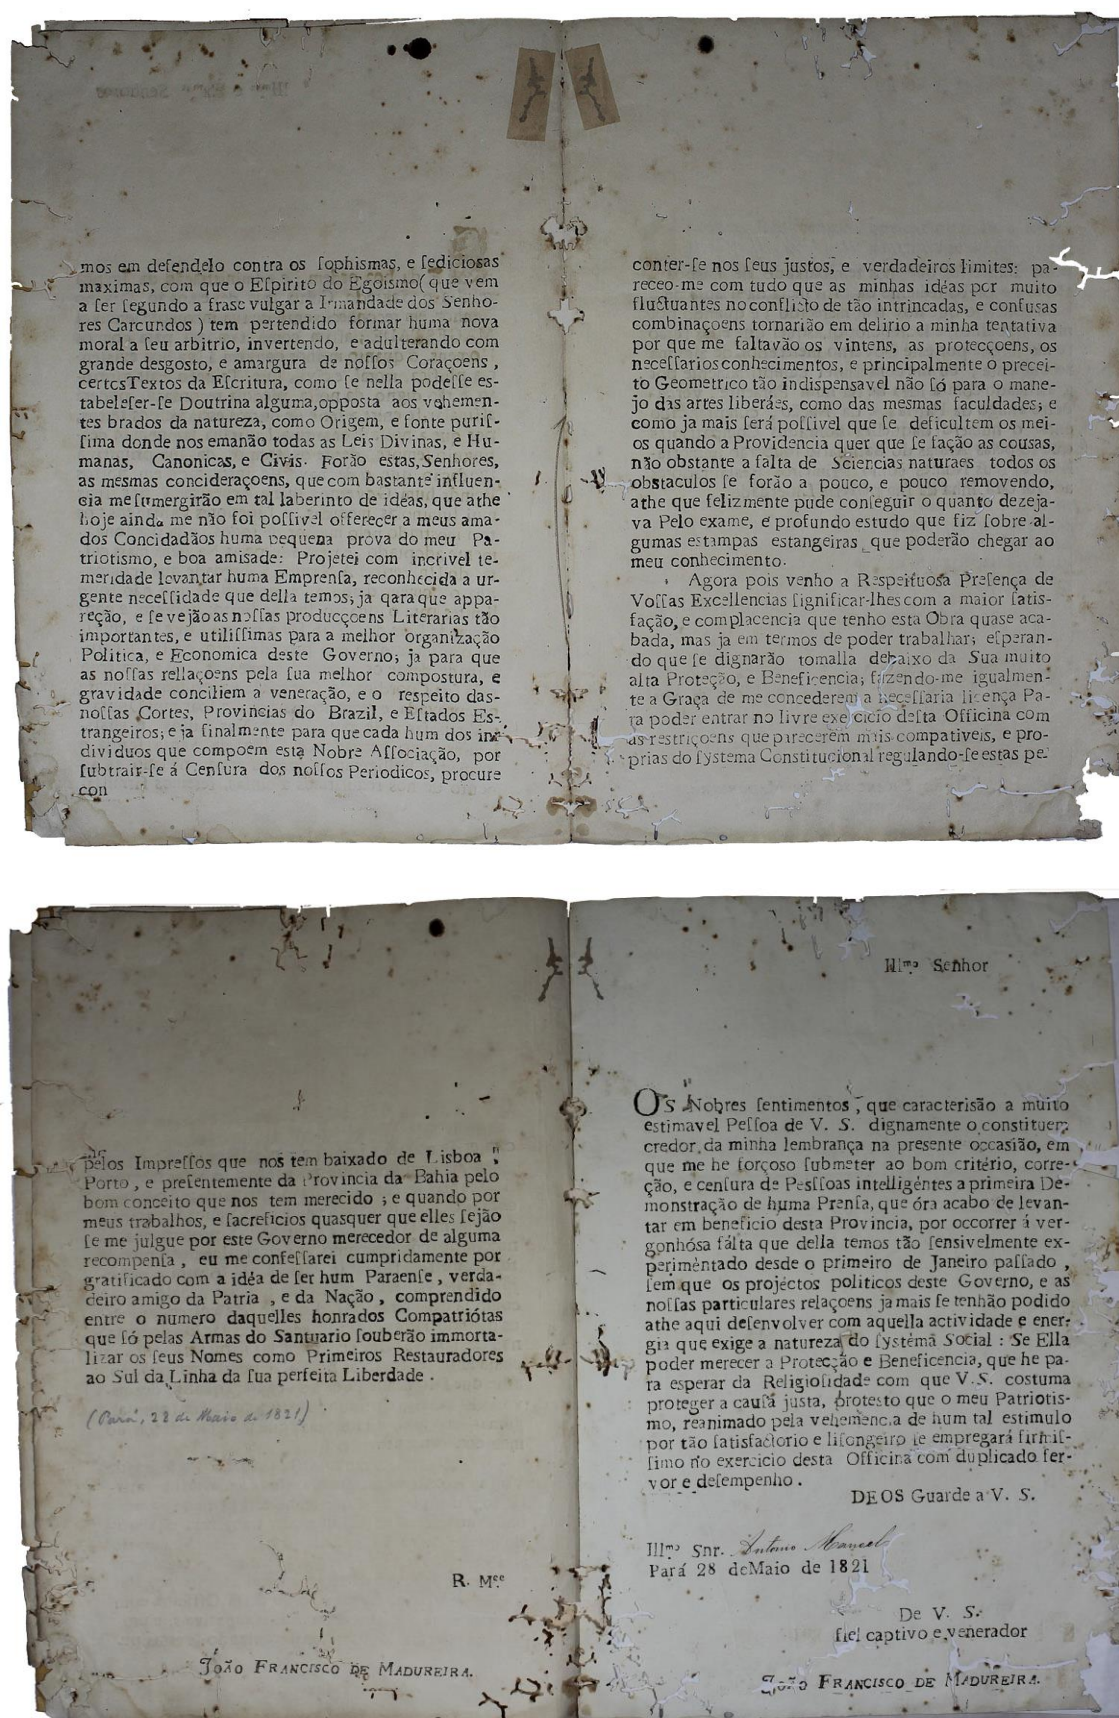 mos em defendelo contra os ſophismas, e ſediciosas
maximas, com que o Eſpirito do Egoismo( que vem
a ſer ſegundo a frase vulgar a Irmandade dos Senho-
res Carcundos ) tem pertendido formar huma nova
moral a ſeu arbitrio, invertendo, e adulterando com
grande desgosto, e amargura de noſſos Coraçoens ,
certcsTextos da Eſcritura, como ſe nella podeſſe es-
tabeleſer-ſe Doutrina alguma,opposta aos vehemen-
tes brados da natureza, como Origem, e fonte puriſ-
ſima donde nos emanão todas as Leis Divinas, e Hu-
manas, Canonicas, e Civis. Forão estas, Senhores,
as mesmas concideraçoens, que com bastante influen-
cia me ſumergirão em tal laberinto de idéas, que athe
hoje ainda me não foi poſſivel offerecer a meus ama-
dos Concidadãos huma pequena prova do meu Pa-
triotismo, e boa amisade: Projetei com incrivel te-
meridade levantar huma Emprenſa, reconhecida a ur-
gente neceſſidade que della temos; ja qaraque appa-
reção, e ſe vejão as noſſas producçoens Literarias tão
importantes, e utiliſſimas para a melhor organização
Politica, e Economica deste Governo; ja para que
as noſſas rellaçoens pela ſua melhor compostura, e
gravidade conciliem a veneração, e o respeito das-
noſſas Cortes, Provincias do Brazil, e Eſtados Es-
trangeiros; e ja finalmente para que cada hum dos in-
dividuos que compoem esta Nobre Aſſociação, por
ſubtrair-ſe á Cenſura dos noſſos Periodicos, procure
con
conter-ſe nos ſeus justos, e verdadeiros limites: pa-
receo-me com tudo que as minhas idéas pcr muito
fluctuantes no conflicto de tão intrincadas, e confusas
combinaçoens tornarião em delirio a minha tentativa
por que me faltavão os vintens, as protecçoens, os
neceſſarios conhecimentos, e principalmente o precei-
to Geometrico tão indispensavel não ſó para o mane-
jo das artes liberáes, como das mesmas faculdades; e
como ja mais ſerá poſſivel que ſe deficultem os mei-
os quando a Providencia quer que ſe fação as cousas,
não obstante a falta de Sciencias naturaes todos os
obstaculos ſe forão a pouco, e pouco removendo,
athe que felizmente pude conſeguir o quanto dezeja-
va Pelo exame, e profundo estudo que fiz ſobre al-
gumas estampas estangeiras que poderão chegar ao
meu conhecimento.
Agora pois venho a Respeituosa Preſença de
Voſſas Excellencias ſignificar-lhes com a maior ſatis-
fação, e complacencia que tenho esta Obra quase aca-
bada, mas ja em termos de poder trabalhar; eſperan-
do que ſe dignarão tomalla debaixo da Sua muito
alta Proteção, e Beneficencia; fazendo-me igualmen-
te a Graça de me concederem a neceſſaria licença Pa-
ra poder entrar no livre exercicio deſta Officina com
as restriçoens que parecerem mais compativeis, e pro-
prias do ſystema Constitucional regulando-ſe estas pe-
pelos Impreſſos que nos tem baixado de Lisboa ,
Porto , e preſentemente da Provincia da Bahia pelo
bom conceito que nos tem merecido ; e quando por
meus trabalhos, e ſacreficios quasquer que elles ſejão
ſe me julgue por este Governo merecedor de alguma
recompenſa , eu me confeſſarei cumpridamente por
gratificado com a idéa de ſer hum Paraenſe , verda-
deiro amigo da Patria , e da Nação , comprendido
entre o numero daquelles honrados Compatriótas
que ſó pelas Armas do Santuario ſouberão immorta-
lizar os ſeus Nomes como Primeiros Restauradores
ao Sul da Linha da ſua perfeita Liberdade .
(Pará, 28 de Maio de 1821)
R. Mce
JOÃO FRANCISCO DE MADUREIRA.
Illmo Senhor
OS Nobres ſentimentos , que caracterisão a muito
estimavel Peſſoa de V. S. dignamente o constituem
credor da minha lembrança na presente occasião, em
que me he forçoso ſubmeter ao bom critério, corre-
ção, e cenſura de Pesſſoas intelligéntes a primeira De-
monstração de huma Prenſa, que óra acabo de levan-
tar em beneficio desta Provincia, por occorrer á ver-
gonhósa fálta que della temos tão ſensivelmente ex-
perimentado desde o primeiro de Janeiro paſſado ,
ſem que os projéctos politicos deste Governo, e as
noſſas particulares relaçoens ja mais ſe tenhão podido
athe aqui deſenvolver com aquella actividade e ener-
gia que exige a natureza do ſystémã Social : Se Ella
poder merecer a Protecção e Beneficencia, que he pa-
ra esperar da Religioſidade com que V. S. costuma
proteger a cauſa justa, protesto que o meu Patriotis-
mo, reanimado pela vehemencia de hum tal estimulo
por tão ſatisfactorio e liſongeiro ſe empregará firmiſ-
ſimo no exercicio desta Officina com duplicado fer-
vor e deſempenho .
DEOS Guarde a V. S.
Illmo Snr. Antonio Manoel
Pará 28 de Maio de 1821
De V. S.
fiel captivo e venerador
JOÃO FRANCISCO DE MADUREIRA.